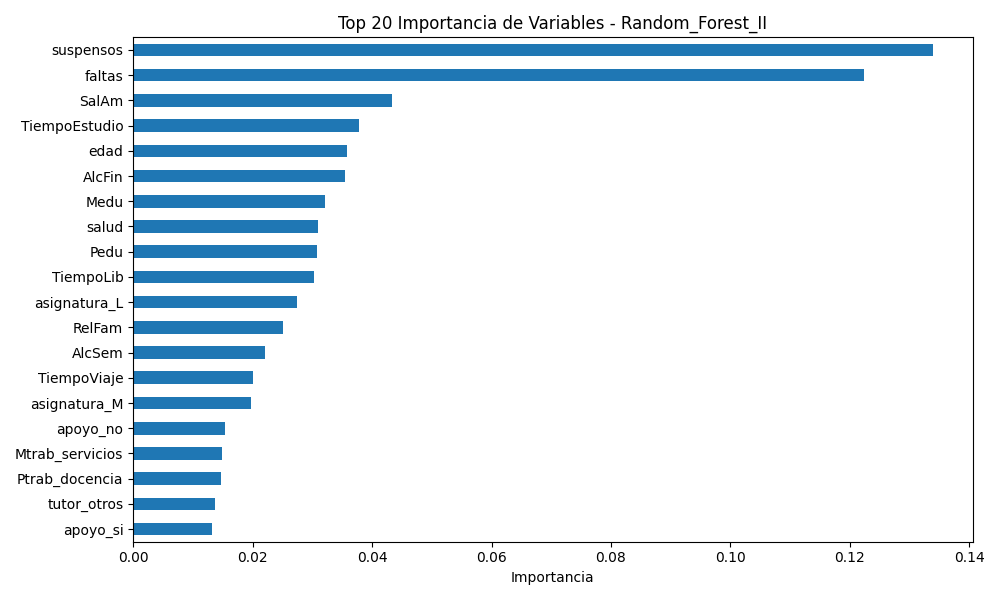 Top 20 Importancia de Variables - Random_Forest_II
suspensos
faltas
SalAm
TiempoEstudio
edad
AlcFin
Medu
salud
Pedu
TiempoLib
asignatura_L
RelFam
AlcSem
TiempoViaje
asignatura_M
apoyo_no
Mtrab_servicios
Ptrab_docencia
tutor_otros
apoyo_si
0.00 0.02 0.04 0.06 0.08 0.10 0.12 0.14
Importancia